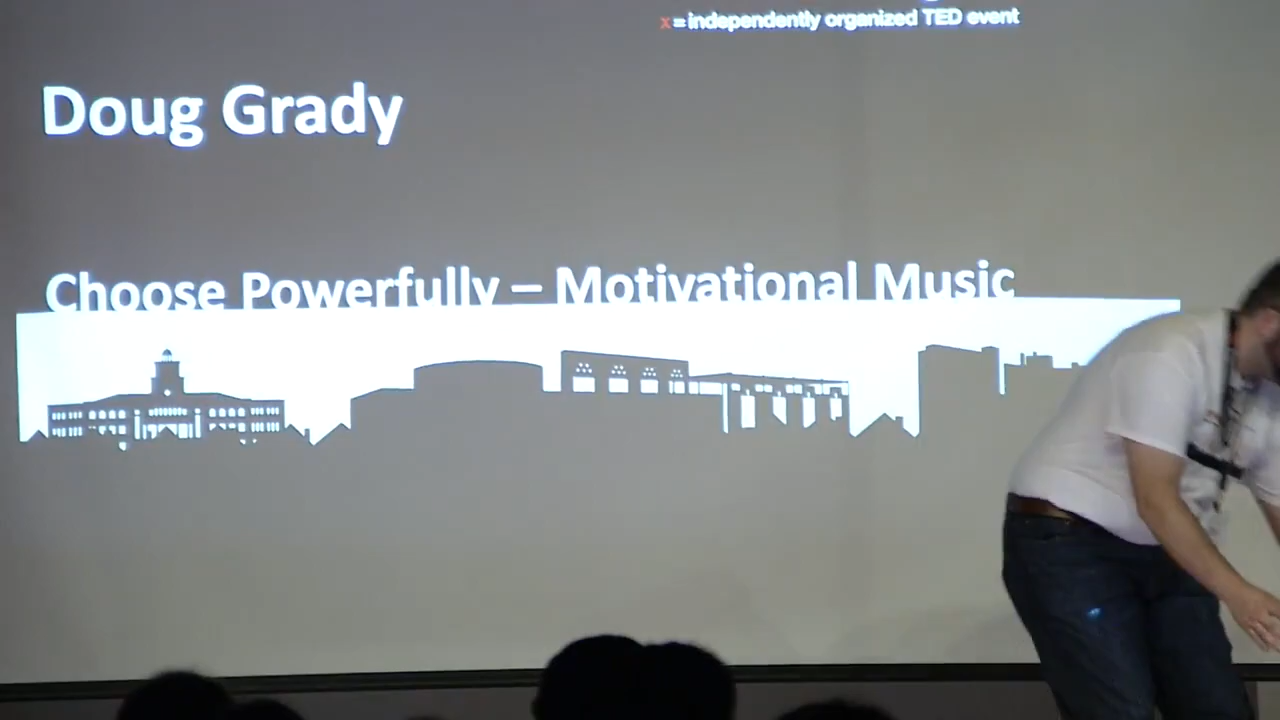 x = independently organized TED event
Doug Grady
Choose Powerfully – Motivational Music